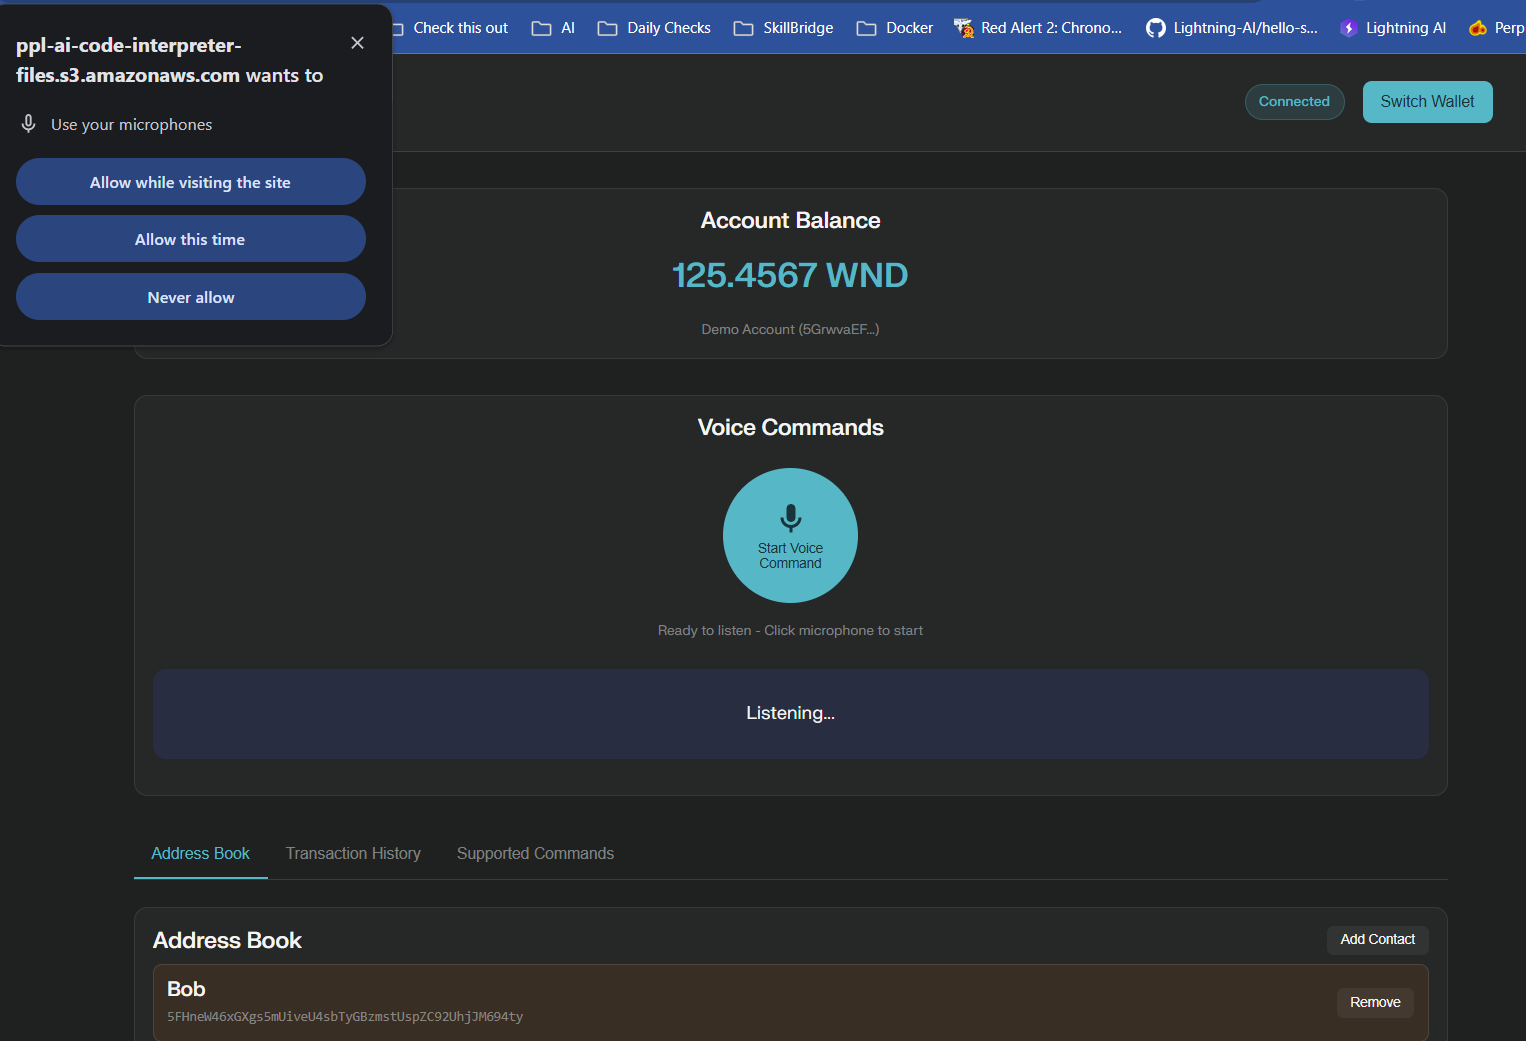 ppl-ai-code-interpreter-
files.s3.amazonaws.com wants to
Use your microphones
Allow while visiting the site
Allow this time
Never allow
Check this out
AI
Daily Checks
SkillBridge
Docker
Red Alert 2: Chrono...
Lightning-AI/hello-s...
Lightning AI
Perp
Connected
Switch Wallet
Account Balance
125.4567 WND
Demo Account (5GrwvaEF...)
Voice Commands
Start Voice
Command
Ready to listen - Click microphone to start
Listening...
Address Book
Transaction History
Supported Commands
Address Book
Add Contact
Bob
5FHneW46xGXgs5mUiveU4sbTyGBzmstUspZC92UhjJM694ty
Remove